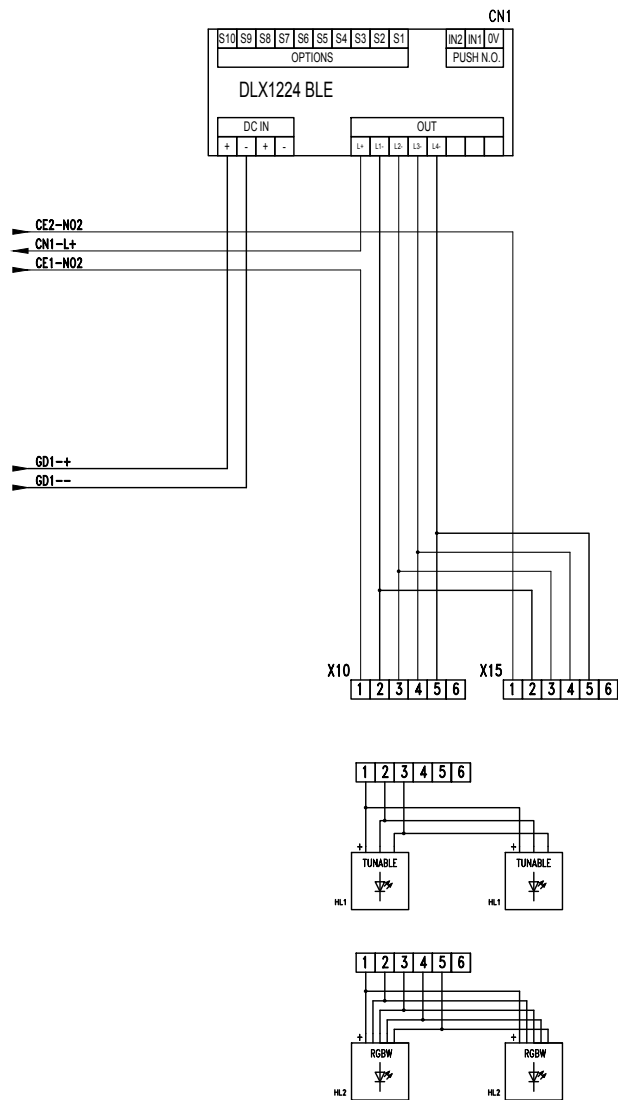 CN1
S10 S9 S8 S7 S6 S5 S4 S3 S2 S1 IN2 IN1 0V
OPTIONS PUSH N.O.
DLX1224 BLE
DC IN OUT
+ - + - L+ L1- L2- L3- L4-
CE2-NO2
CN1-L+
CE1-NO2
GD1-+
GD1--
X10 1 2 3 4 5 6 X15 1 2 3 4 5 6
1 2 3 4 5 6
+ +
TUNABLE TUNABLE
HL1 HL1
1 2 3 4 5 6
+ +
RGBW RGBW
HL2 HL2